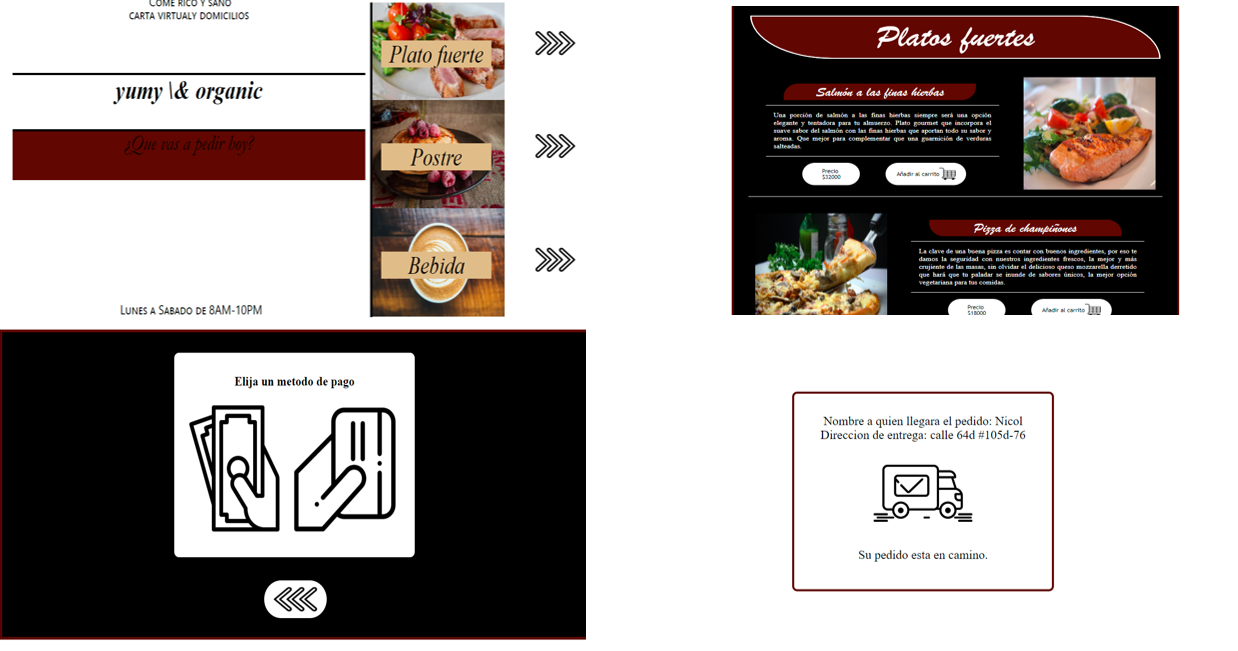 COME RICO Y SANO
CARTA VIRTUALY DOMICILIOS
yumy \& organic
¿Que vas a pedir hoy?
LUNES A SABADO DE 8AM-10PM
Plato fuerte
Postre
Bebida
Platos fuertes
Salmón a las finas hierbas
Una porción de salmón a las finas hierbas siempre será una opción
elegante y tentadora para tu almuerzo. Plato gourmet que incorpora el
suave sabor del salmón con las finas hierbas que aportan todo su sabor y
aroma. Que mejor para complementar que una guarnición de verduras
salteadas.
Precio
$32000
Añadir al carrito
Pizza de champiñones
La clave de una buena pizza es contar con buenos ingredientes, por eso te
damos la seguridad con nuestros ingredientes frescos, la mejor y más
crujiente de las masas, sin olvidar el delicioso queso mozzarella derretido
que hará que tu paladar se inunde de sabores únicos, la mejor opción
vegetariana para tus comidas.
Precio
$18000
Añadir al carrito
Elija un metodo de pago
Nombre a quien llegara el pedido: Nicol
Direccion de entrega: calle 64d #105d-76
Su pedido esta en camino.